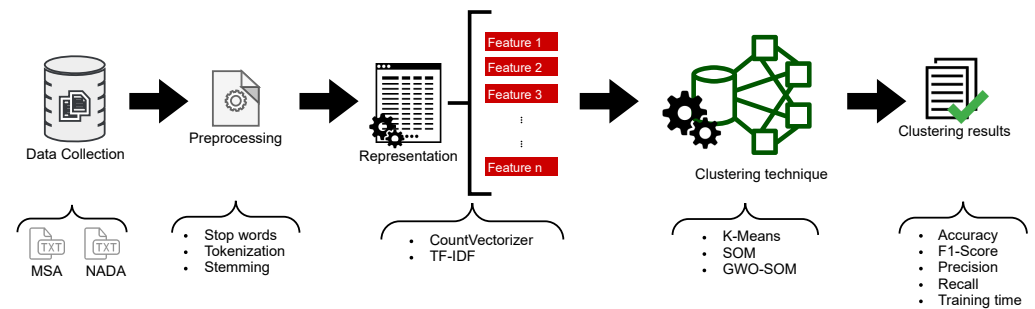 Data Collection
Preprocessing
Representation
Feature 1
Feature 2
Feature 3
Feature n
Clustering technique
Clustering results
TXT
MSA
TXT
NADA
• Stop words
• Tokenization
• Stemming
• CountVectorizer
• TF-IDF
• K-Means
• SOM
• GWO-SOM
• Accuracy
• F1-Score
• Precision
• Recall
• Training time